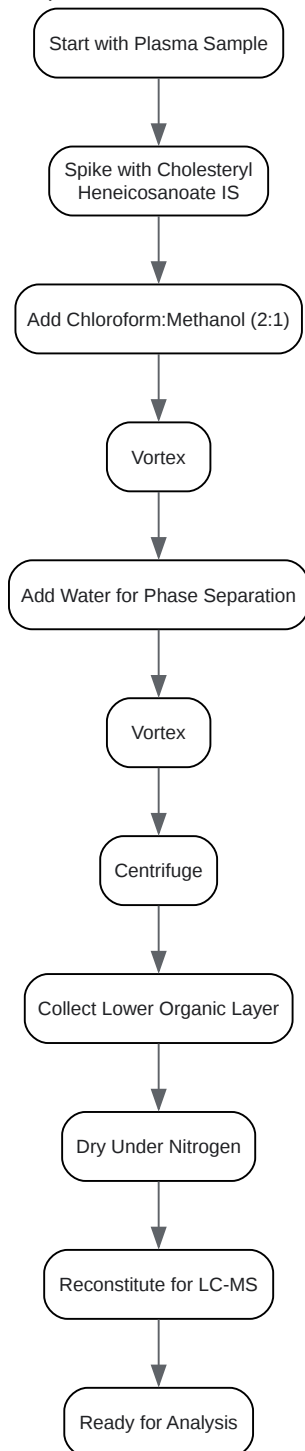 Start with Plasma Sample
Spike with Cholesteryl
Heneicosanoate IS
Add Chloroform:Methanol (2:1)
Vortex
Add Water for Phase Separation
Vortex
Centrifuge
Collect Lower Organic Layer
Dry Under Nitrogen
Reconstitute for LC-MS
Ready for Analysis